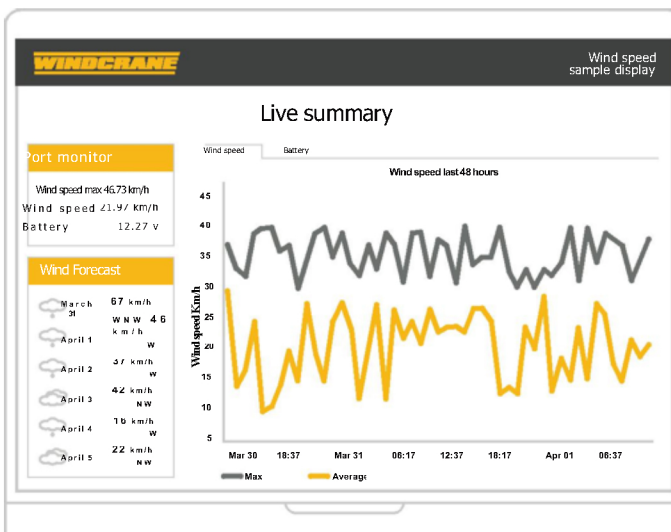 WINDCRANE
Wind speed
sample display
Live summary
Port monitor
Wind speed max 46.73 km/h
Wind speed 21.97 km/h
Battery 12.27 v
Wind Forecast
March 31 67 km/h
WNW 46
April 1 km/h
W
April 2 37 km/h
W
April 3 42 km/h
NW
April 4 16 km/h
W
April 5 22 km/h
NW
Wind speed Battery
Wind speed last 48 hours
Wind speed Km/h
45
40
35
30
25
20
15
10
5
Mar 30 18:37 Mar 31 06:17 12:37 18:17 Apr 01 06:37
Max Average